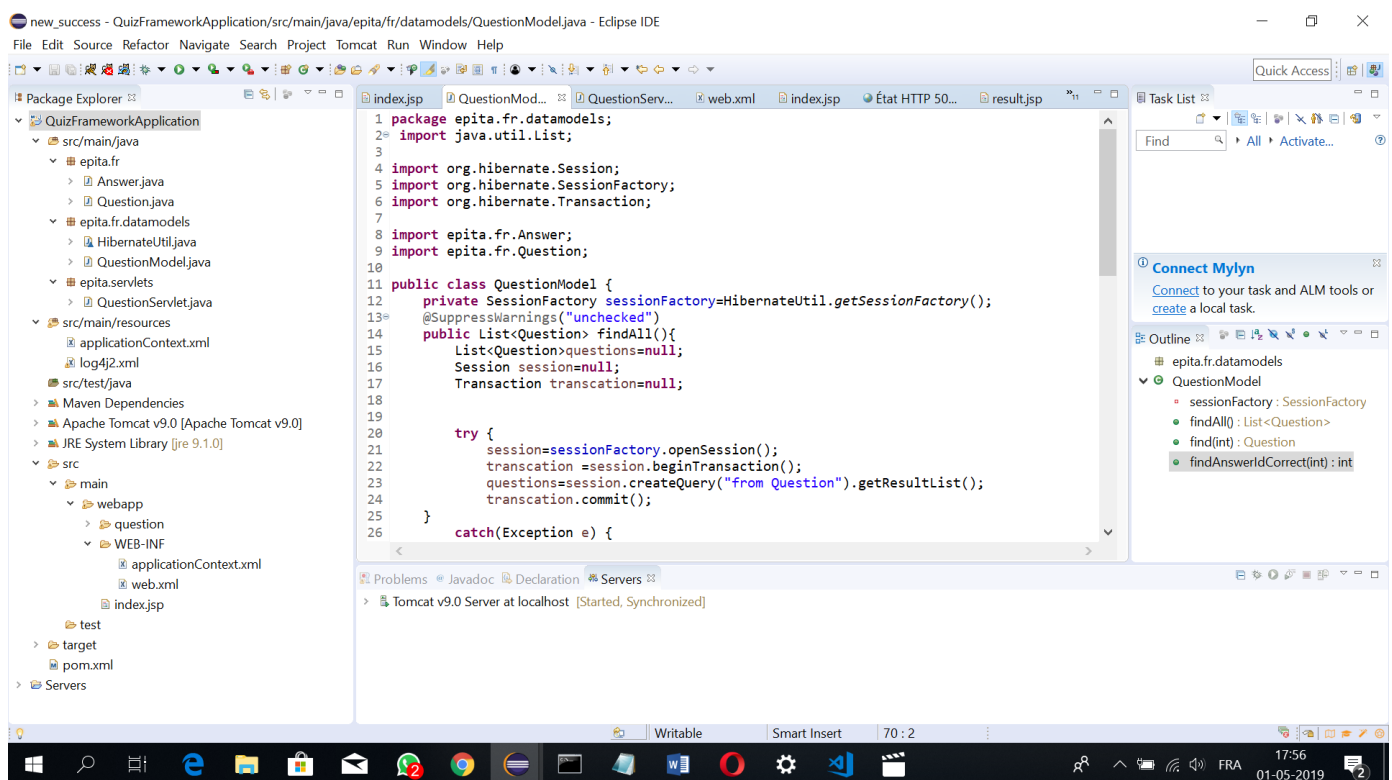 new_success - QuizFrameworkApplication/src/main/java/epita/fr/datamodels/QuestionModel.java - Eclipse IDE
File Edit Source Refactor Navigate Search Project Tomcat Run Window Help
Quick Access
Package Explorer
QuizFrameworkApplication
src/main/java
epita.fr
Answer.java
Question.java
epita.fr.datamodels
HibernateUtil.java
QuestionModel.java
epita.servlets
QuestionServlet.java
src/main/resources
applicationContext.xml
log4j2.xml
src/test/java
Maven Dependencies
Apache Tomcat v9.0 [Apache Tomcat v9.0]
JRE System Library [jre 9.1.0]
src
main
webapp
question
WEB-INF
applicationContext.xml
web.xml
index.jsp
test
target
pom.xml
Servers
index.jsp QuestionMod... QuestionServ... web.xml index.jsp État HTTP 50... result.jsp "11
1 package epita.fr.datamodels;
2 import java.util.List;
3
4 import org.hibernate.Session;
5 import org.hibernate.SessionFactory;
6 import org.hibernate.Transaction;
7
8 import epita.fr.Answer;
9 import epita.fr.Question;
10
11 public class QuestionModel {
12 private SessionFactory sessionFactory=HibernateUtil.getSessionFactory();
13 @SuppressWarnings("unchecked")
14 public List<Question> findAll(){
15 List<Question>questions=null;
16 Session session=null;
17 Transaction transcation=null;
18
19
20 try {
21 session=sessionFactory.openSession();
22 transcation =session.beginTransaction();
23 questions=session.createQuery("from Question").getResultList();
24 transcation.commit();
25 }
26 catch(Exception e) {
Problems Javadoc Declaration Servers
Tomcat v9.0 Server at localhost [Started, Synchronized]
Task List
Find All Activate...
Connect Mylyn
Connect to your task and ALM tools or
create a local task.
Outline
epita.fr.datamodels
QuestionModel
sessionFactory : SessionFactory
findAll() : List<Question>
find(int) : Question
findAnswerIdCorrect(int) : int
Writable Smart Insert 70 : 2
FRA
17:56
01-05-2019
2
2